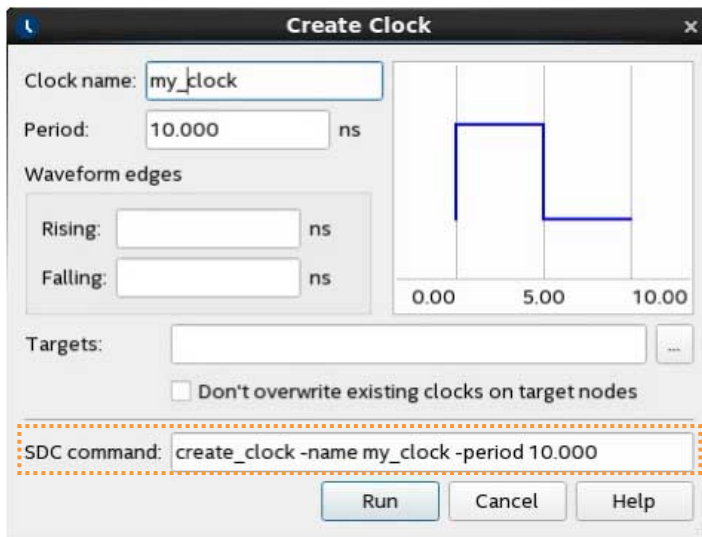 Create Clock
Clock name: my_clock
Period: 10.000 ns
Waveform edges
Rising: ns
Falling: ns
0.00 5.00 10.00
Targets: ...
Don't overwrite existing clocks on target nodes
SDC command: create_clock -name my_clock -period 10.000
Run Cancel Help